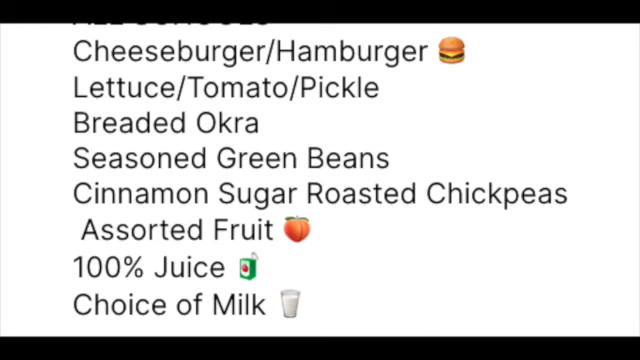 Cheeseburger/Hamburger 🍔
Lettuce/Tomato/Pickle
Breaded Okra
Seasoned Green Beans
Cinnamon Sugar Roasted Chickpeas
Assorted Fruit 🍑
100% Juice 🧃
Choice of Milk 🥛